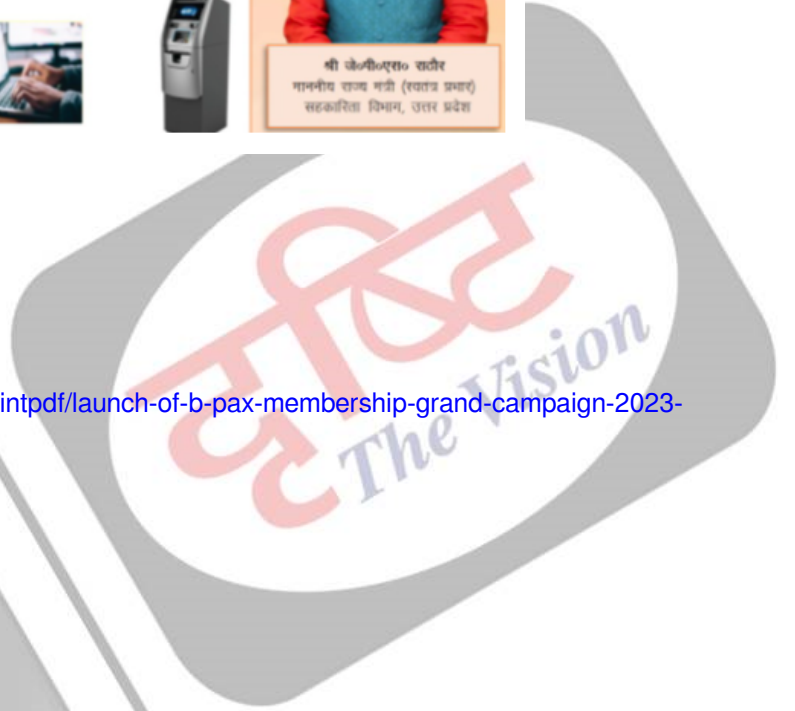 श्री जे०पी०एस० राठौर
माननीय राज्य मंत्री (स्वतंत्र प्रभार)
सहकारिता विभाग, उत्तर प्रदेश
दृष्टि
The Vision
intpdf/launch-of-b-pax-membership-grand-campaign-2023-